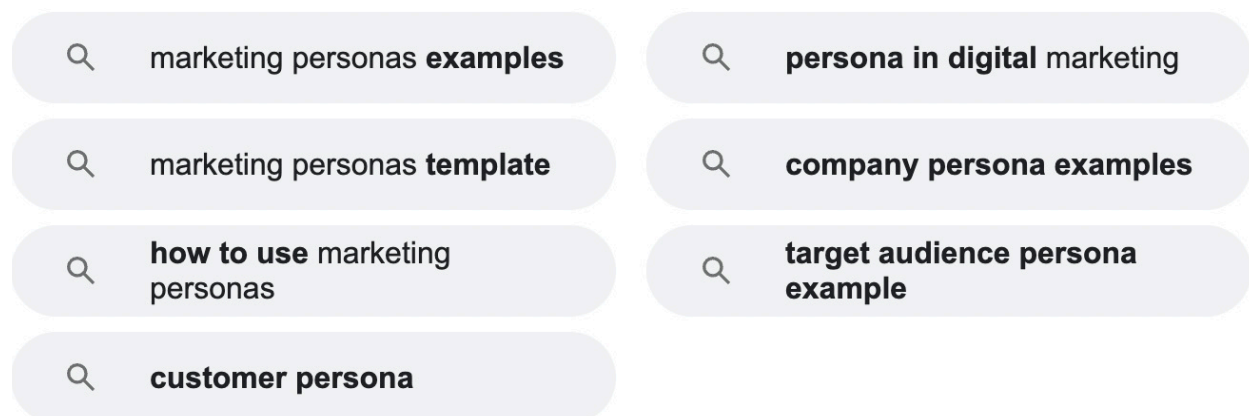 marketing personas examples
marketing personas template
how to use marketing
personas
customer persona
persona in digital marketing
company persona examples
target audience persona
example